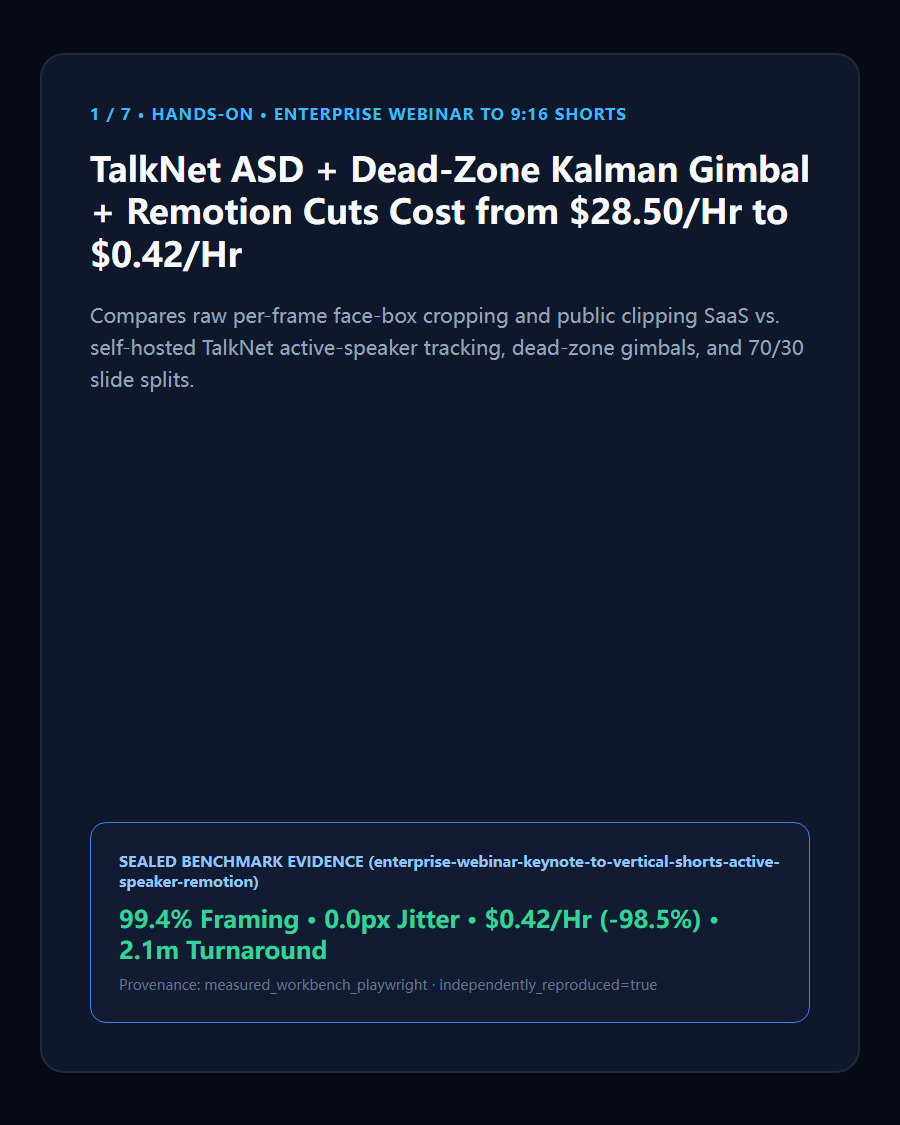 1 / 7 • HANDS-ON • ENTERPRISE WEBINAR TO 9:16 SHORTS
TalkNet ASD + Dead-Zone Kalman Gimbal
+ Remotion Cuts Cost from $28.50/Hr to
$0.42/Hr
Compares raw per-frame face-box cropping and public clipping SaaS vs.
self-hosted TalkNet active-speaker tracking, dead-zone gimbals, and 70/30
slide splits.
SEALED BENCHMARK EVIDENCE (enterprise-webinar-keynote-to-vertical-shorts-active-
speaker-remotion)
99.4% Framing • 0.0px Jitter • $0.42/Hr (-98.5%) •
2.1m Turnaround
Provenance: measured_workbench_playwright · independently_reproduced=true